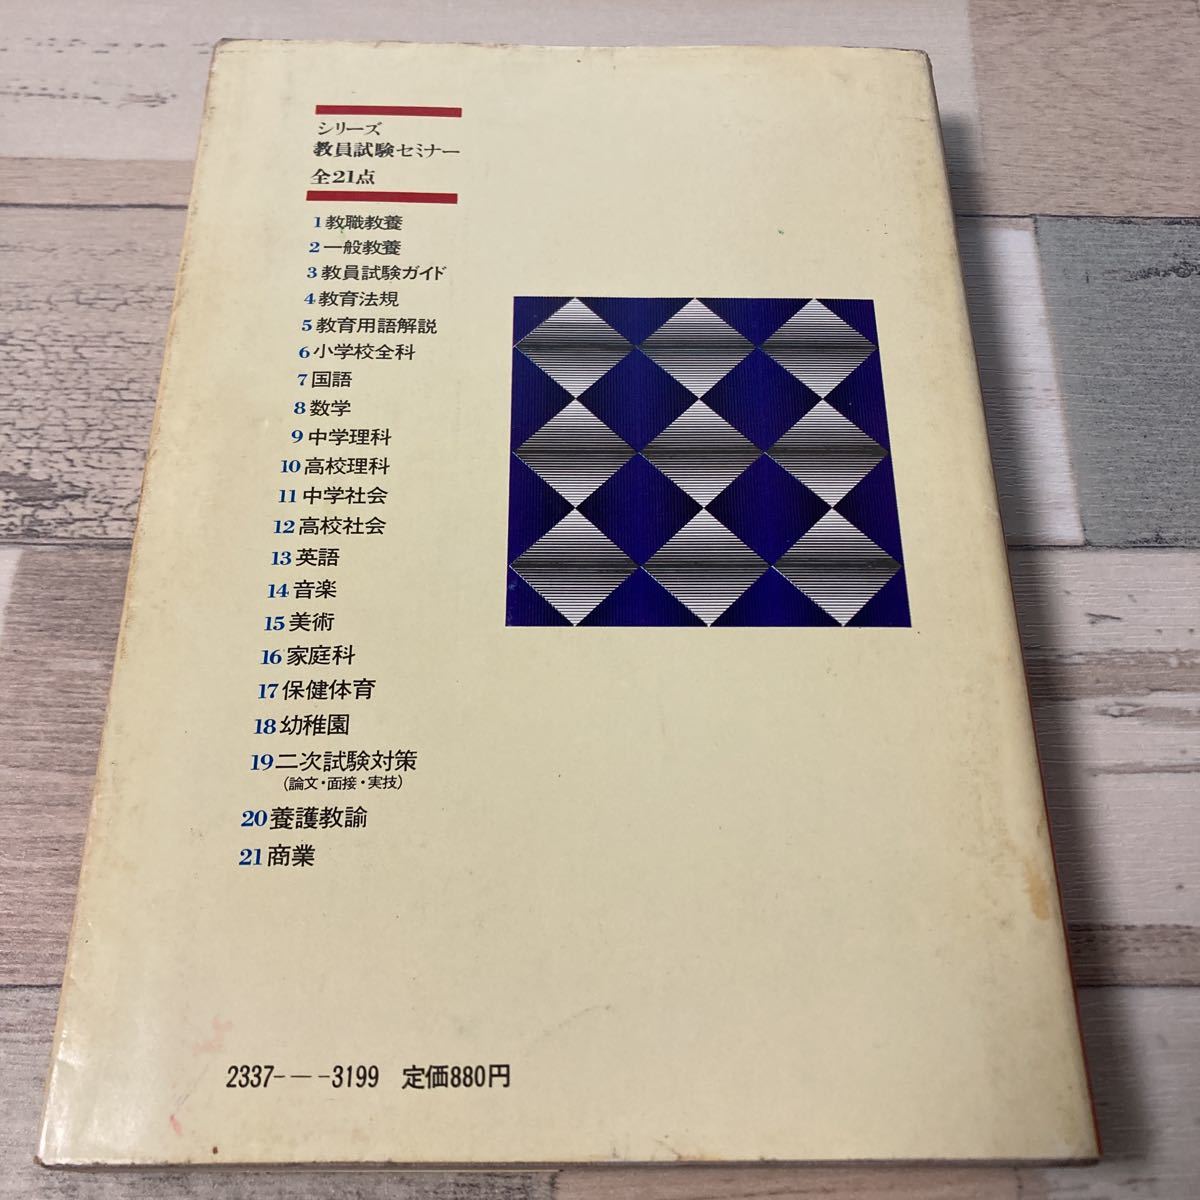 シリーズ
教員試験セミナー
全21点
1 教職教養
2 一般教養
3 教員試験ガイド
4 教育法規
5 教育用語解説
6 小学校全科
7 国語
8 数学
9 中学理科
10 高校理科
11 中学社会
12 高校社会
13 英語
14 音楽
15 美術
16 家庭科
17 保健体育
18 幼稚園
19 二次試験対策
(論文・面接・実技)
20 養護教諭
21 商業
2337-—-3199 定価880円